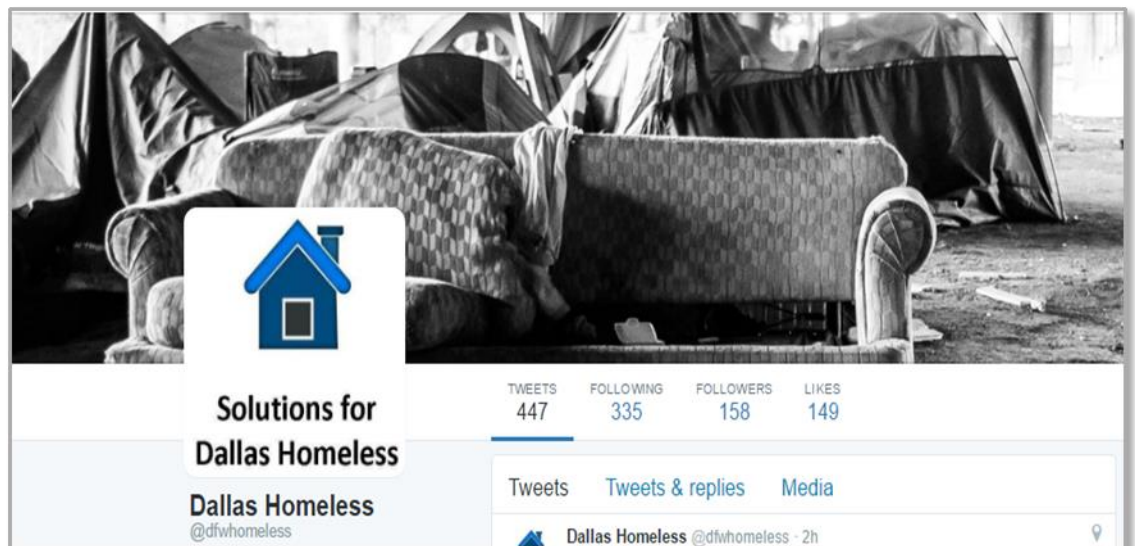 Solutions for
Dallas Homeless
Dallas Homeless
@dfwhomeless
TWEETS FOLLOWING FOLLOWERS LIKES
447 335 158 149
Tweets Tweets & replies Media
Dallas Homeless @dfwhomeless · 2h